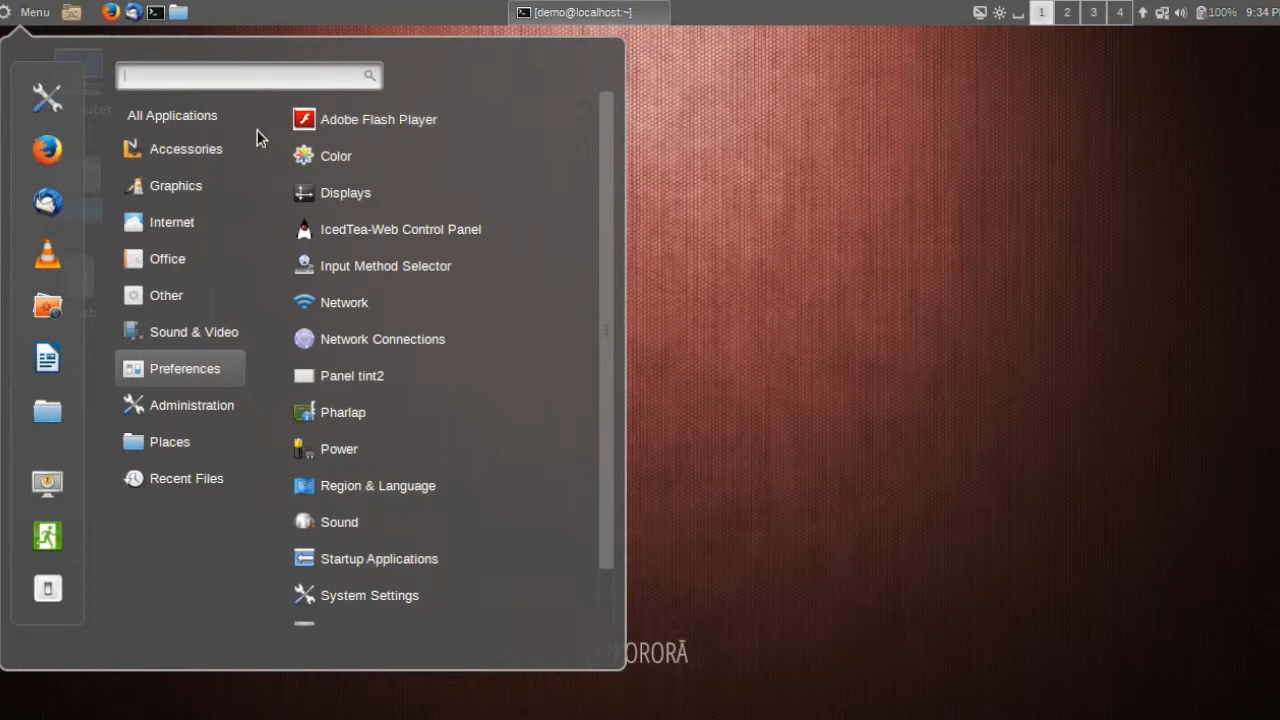 Menu
[demo@localhost:~]
1
2
3
4
100%
9:34 P
All Applications
Accessories
Graphics
Internet
Office
Other
Sound & Video
Preferences
Administration
Places
Recent Files
Adobe Flash Player
Color
Displays
IcedTea-Web Control Panel
Input Method Selector
Network
Network Connections
Panel tint2
Pharlap
Power
Region & Language
Sound
Startup Applications
System Settings
ORORĀ